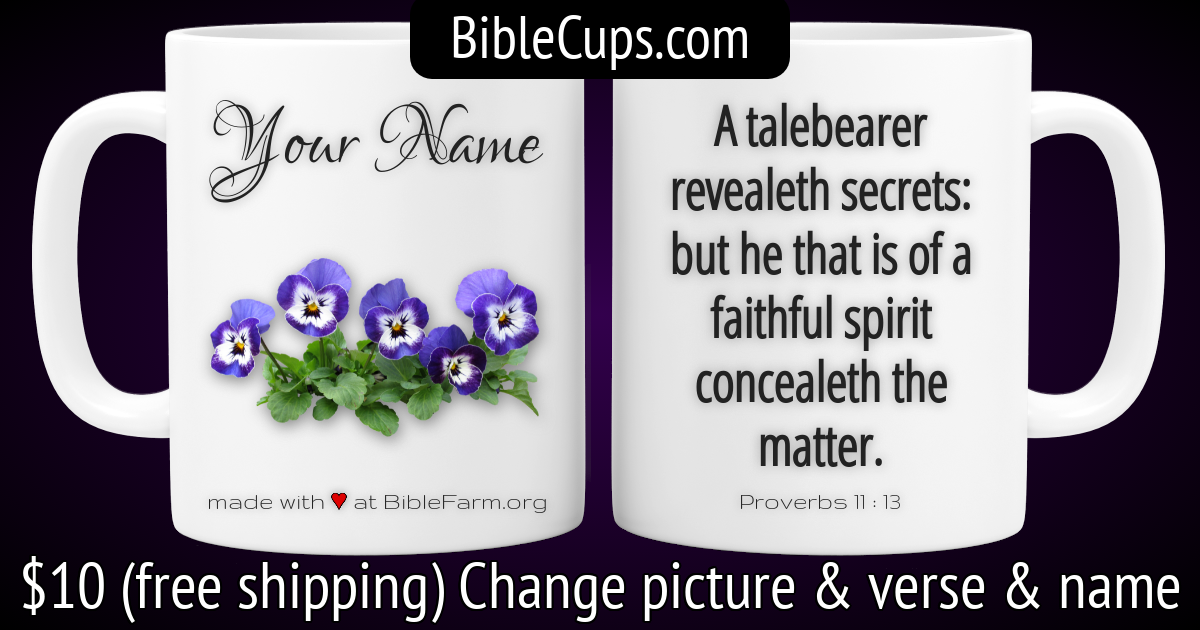 BibleCups.com
Your Name
made with ♥ at BibleFarm.org
A talebearer
revealeth secrets:
but he that is of a
faithful spirit
concealeth the
matter.
Proverbs 11 : 13
$10 (free shipping) Change picture & verse & name